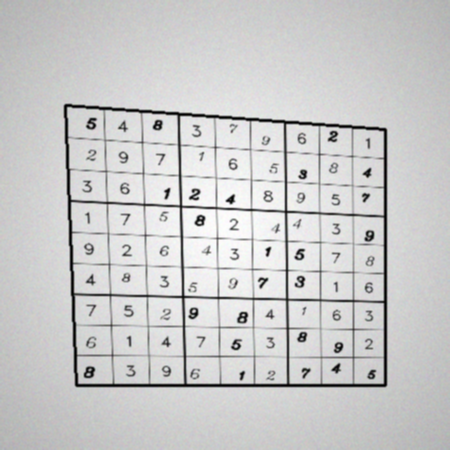 5 4 8 3 7 9 6 2 1
2 9 7 1 6 5 3 8 4
3 6 1 2 4 8 9 5 7
1 7 5 8 2 4 4 3 9
9 2 6 4 3 1 5 7 8
4 8 3 5 9 7 3 1 6
7 5 2 9 8 4 1 6 3
6 1 4 7 5 3 8 9 2
8 3 9 6 1 2 7 4 5